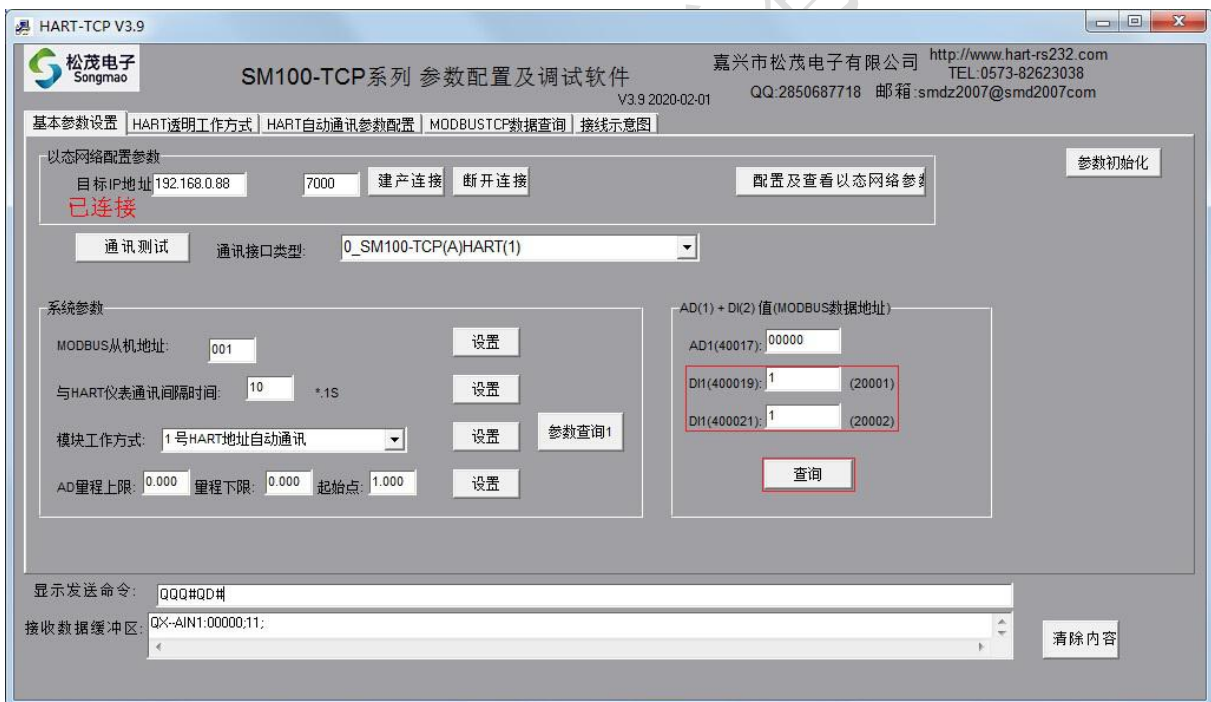 HART-TCP V3.9
松茂电子
Songmao
SM100-TCP系列 参数配置及调试软件
V3.9 2020-02-01
嘉兴市松茂电子有限公司 http://www.hart-rs232.com
TEL:0573-82623038
QQ:2850687718 邮箱:smdz2007@smd2007com
基本参数设置 HART透明工作方式 HART自动通讯参数配置 MODBUSTCP数据查询 接线示意图
以态网络配置参数
目标IP地址 192.168.0.88 7000 建产连接 断开连接 配置及查看以态网络参
参数初始化
已连接
通讯测试 通讯接口类型: 0_SM100-TCP(A)HART(1)
系统参数
MODBUS从机地址: 001 设置
与HART仪表通讯间隔时间: 10 *.1S 设置
模块工作方式: 1号HART地址自动通讯 设置 参数查询1
AD量程上限: 0.000 量程下限: 0.000 起始点: 1.000 设置
AD(1) + DI(2) 值(MODBUS数据地址)
AD1(40017): 00000
DI1(400019): 1 (20001)
DI1(400021): 1 (20002)
查询
显示发送命令: QQQ#QD#
接收数据缓冲区: QX--AIN1:00000;11;
清除内容